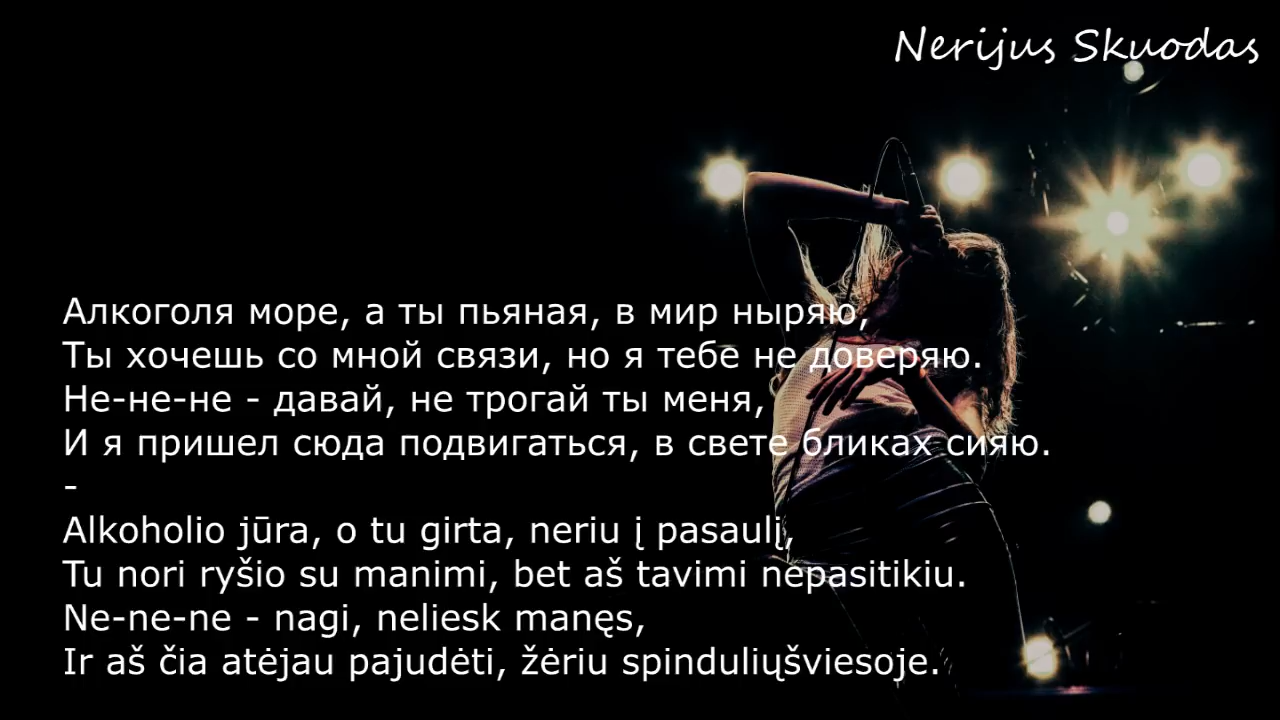 Nerijus Skuodas
Алкоголя море, а ты пьяная, в мир ныряю,
Ты хочешь со мной связи, но я тебе не доверяю.
Не-не-не - давай, не трогай ты меня,
И я пришел сюда подвигаться, в свете бликах сияю.
-
Alkoholio jūra, o tu girta, neriu į pasaulį,
Tu nori ryšio su manimi, bet aš tavimi nepasitikiu.
Ne-ne-ne - nagi, neliesk manęs,
Ir aš čia atėjau pajudėti, žėriu spinduliųšviesoje.